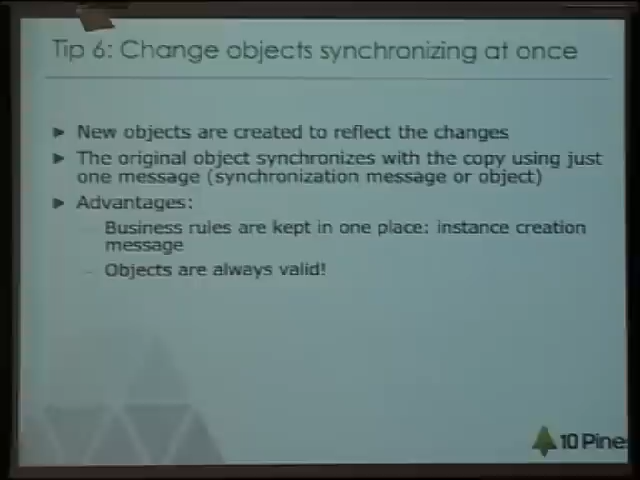 Tip 6: Change objects synchronizing at once
New objects are created to reflect the changes
The original object synchronizes with the copy using just
one message (synchronization message or object)
Advantages:
Business rules are kept in one place: instance creation
message
Objects are always valid!
10 Pine